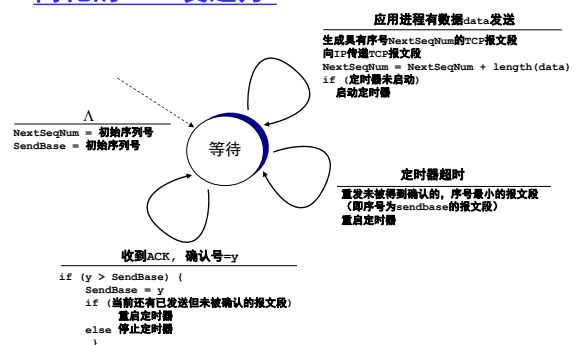 应用进程有数据data发送
生成具有序号NextSeqNum的TCP报文段
向IP传递TCP报文段
NextSeqNum = NextSeqNum + length(data)
if (定时器未启动)
启动定时器
Λ
NextSeqNum = 初始序列号
SendBase = 初始序列号
等待
定时器超时
重发未被得到确认的，序号最小的报文段
（即序号为sendbase的报文段）
重启定时器
收到ACK, 确认号=y
if (y > SendBase) {
SendBase = y
if (当前还有已发送但未被确认的报文段)
重启定时器
else 停止定时器
}